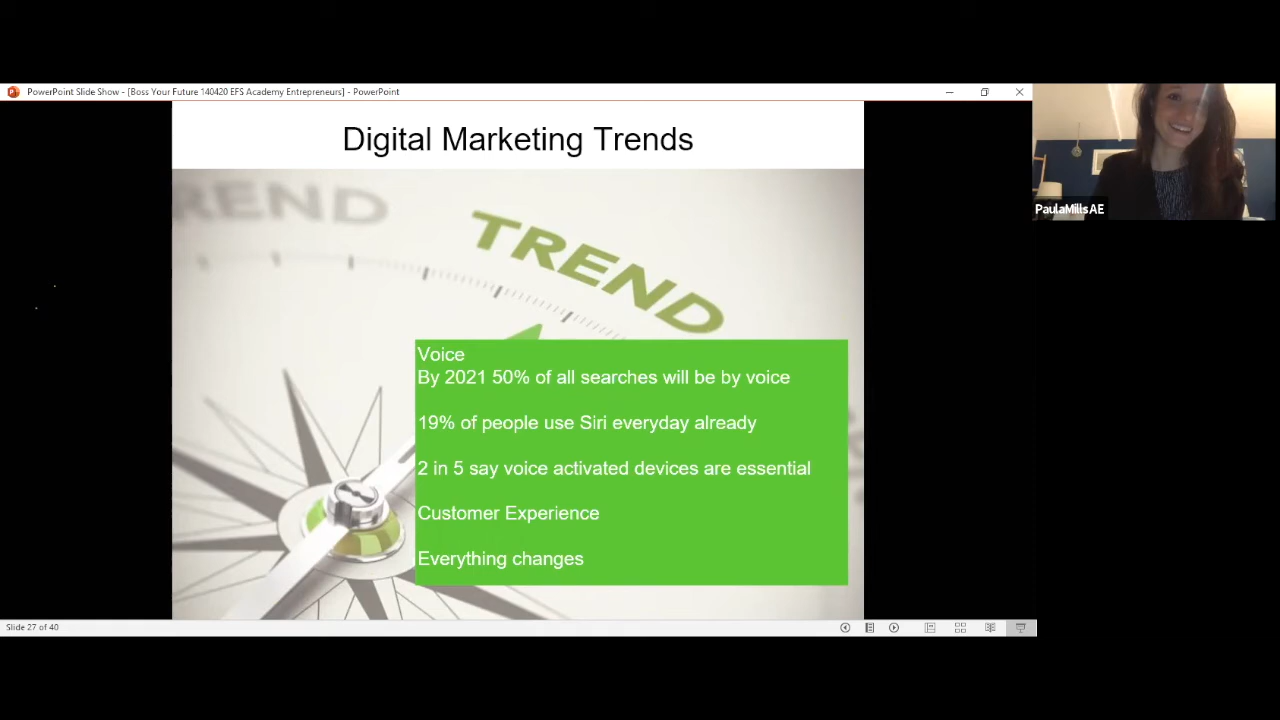 PowerPoint Slide Show - [Boss Your Future 140420 EFS Academy Entrepreneurs] - PowerPoint
Digital Marketing Trends
TREND
TREND
Voice
By 2021 50% of all searches will be by voice
19% of people use Siri everyday already
2 in 5 say voice activated devices are essential
Customer Experience
Everything changes
PaulaMillsAE
Slide 27 of 40